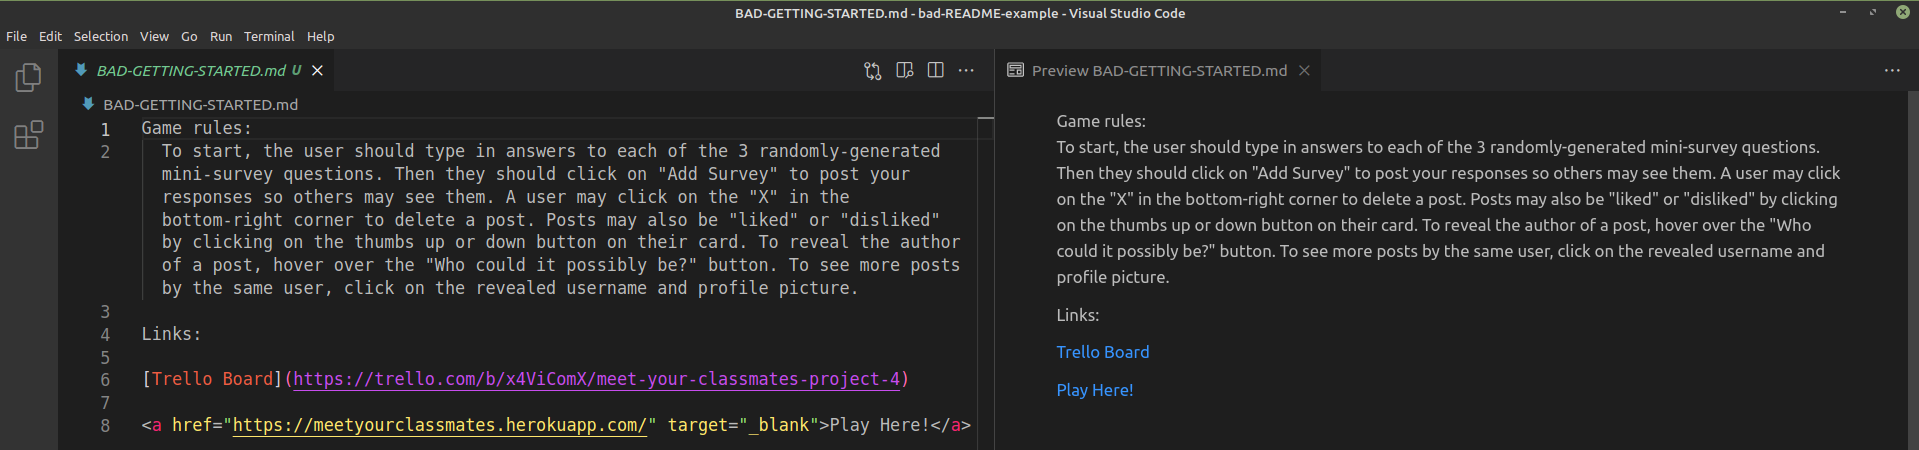 BAD-GETTING-STARTED.md - bad-README-example - Visual Studio Code
File Edit Selection View Go Run Terminal Help
BAD-GETTING-STARTED.md U
BAD-GETTING-STARTED.md
1 Game rules:
2 To start, the user should type in answers to each of the 3 randomly-generated
mini-survey questions. Then they should click on "Add Survey" to post your
responses so others may see them. A user may click on the "X" in the
bottom-right corner to delete a post. Posts may also be "liked" or "disliked"
by clicking on the thumbs up or down button on their card. To reveal the author
of a post, hover over the "Who could it possibly be?" button. To see more posts
by the same user, click on the revealed username and profile picture.
3
4 Links:
5
6 [Trello Board](https://trello.com/b/x4ViComX/meet-your-classmates-project-4)
7
8 <a href="https://meetyourclassmates.herokuapp.com/" target="_blank">Play Here!</a>
Preview BAD-GETTING-STARTED.md
Game rules:
To start, the user should type in answers to each of the 3 randomly-generated mini-survey questions.
Then they should click on "Add Survey" to post your responses so others may see them. A user may click
on the "X" in the bottom-right corner to delete a post. Posts may also be "liked" or "disliked" by clicking
on the thumbs up or down button on their card. To reveal the author of a post, hover over the "Who
could it possibly be?" button. To see more posts by the same user, click on the revealed username and
profile picture.
Links:
Trello Board
Play Here!